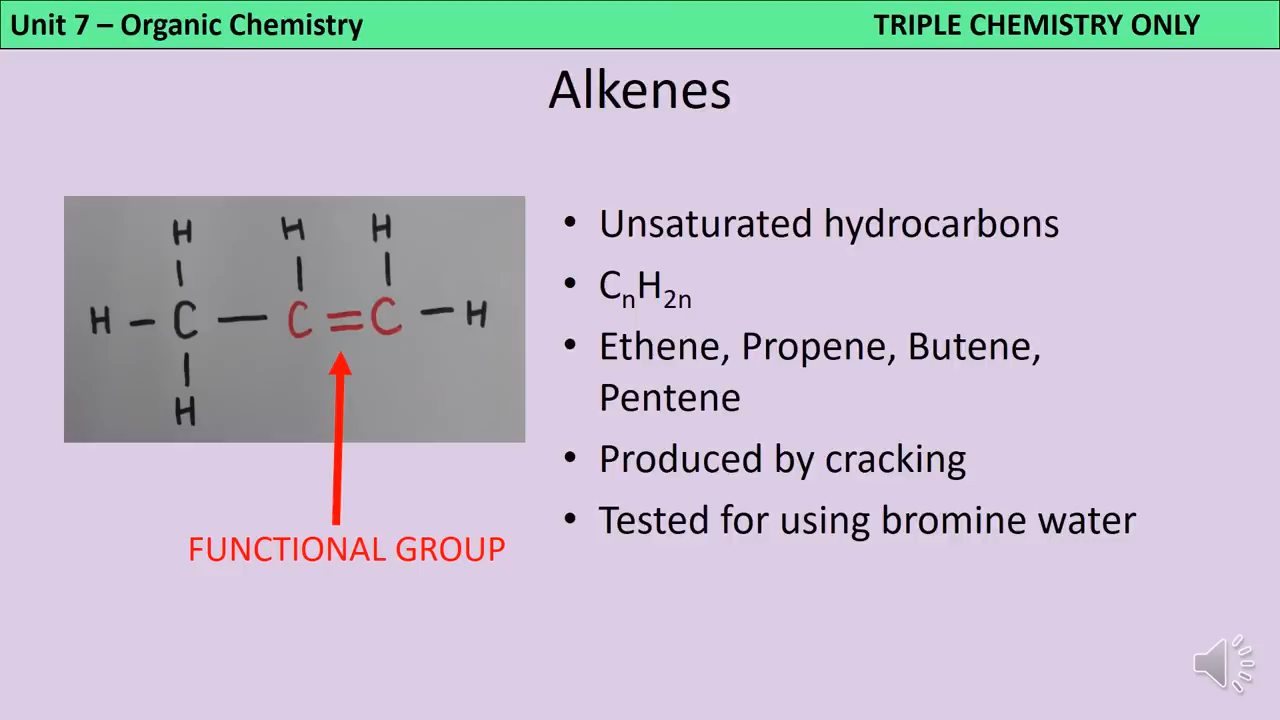 Unit 7 – Organic Chemistry TRIPLE CHEMISTRY ONLY
Alkenes
H H H
H – C — C = C – H
H
FUNCTIONAL GROUP
• Unsaturated hydrocarbons
• CₙH₂ₙ
• Ethene, Propene, Butene,
Pentene
• Produced by cracking
• Tested for using bromine water